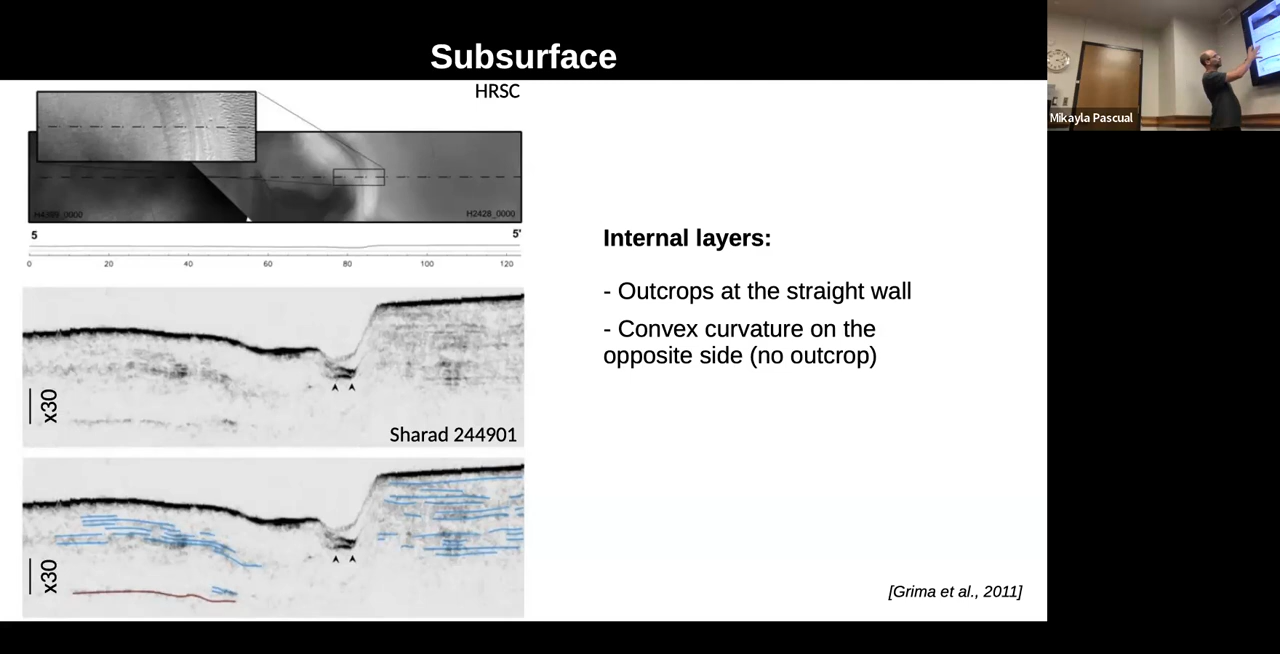 Subsurface
HRSC
H4399_0000
H2428_0000
5
5'
0 20 40 60 80 100 120
x30
Sharad 244901
x30
Internal layers:
- Outcrops at the straight wall
- Convex curvature on the
opposite side (no outcrop)
[Grima et al., 2011]
Mikayla Pascual